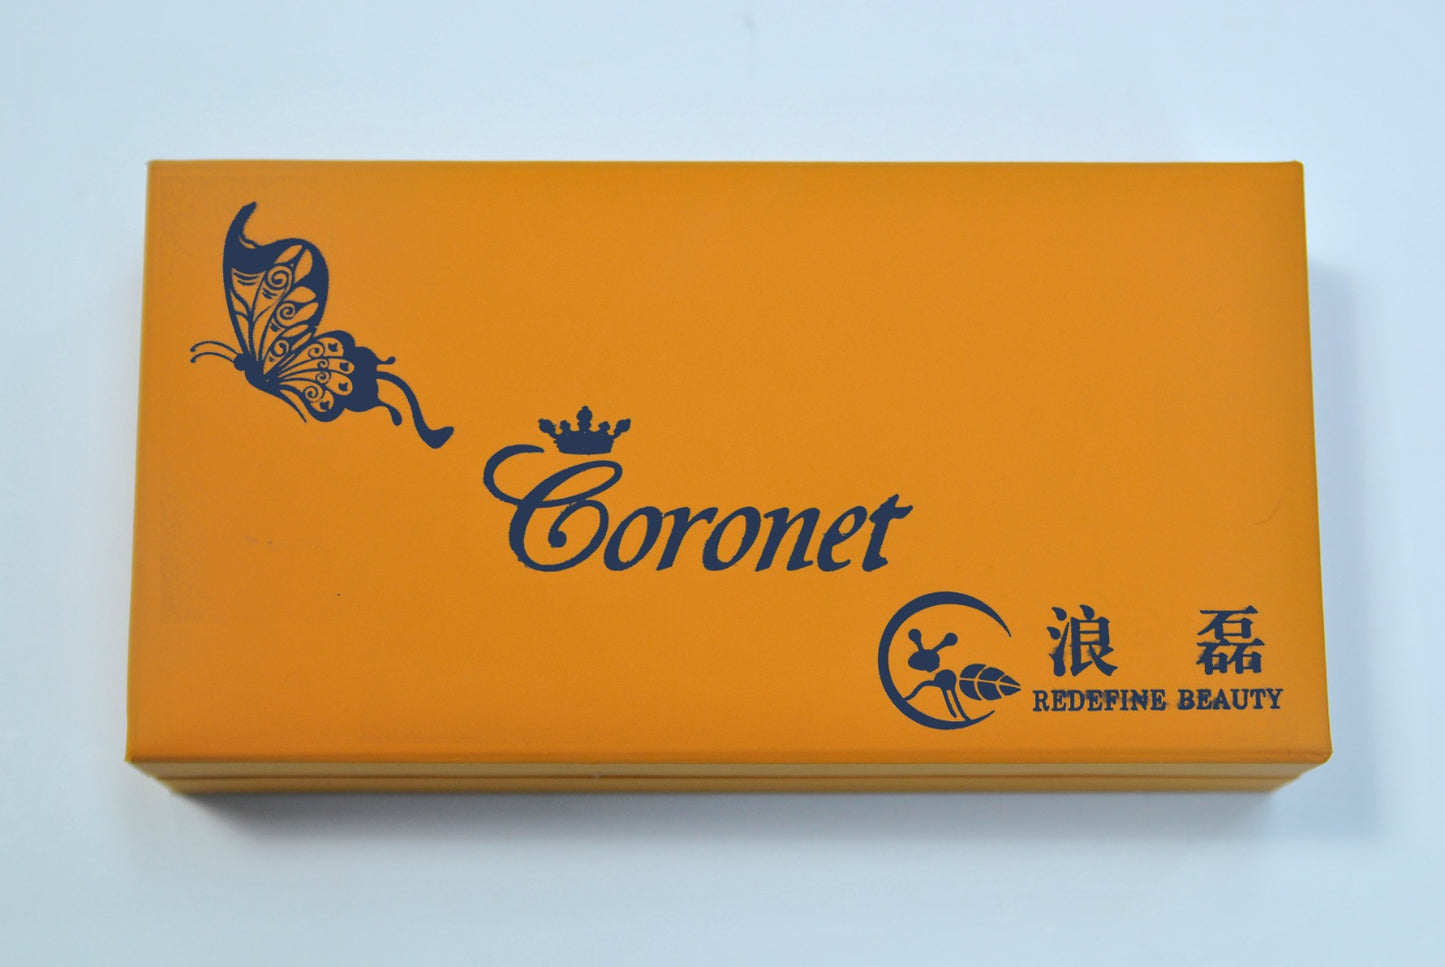 Coronet
浪 磊
REDEFINE BEAUTY